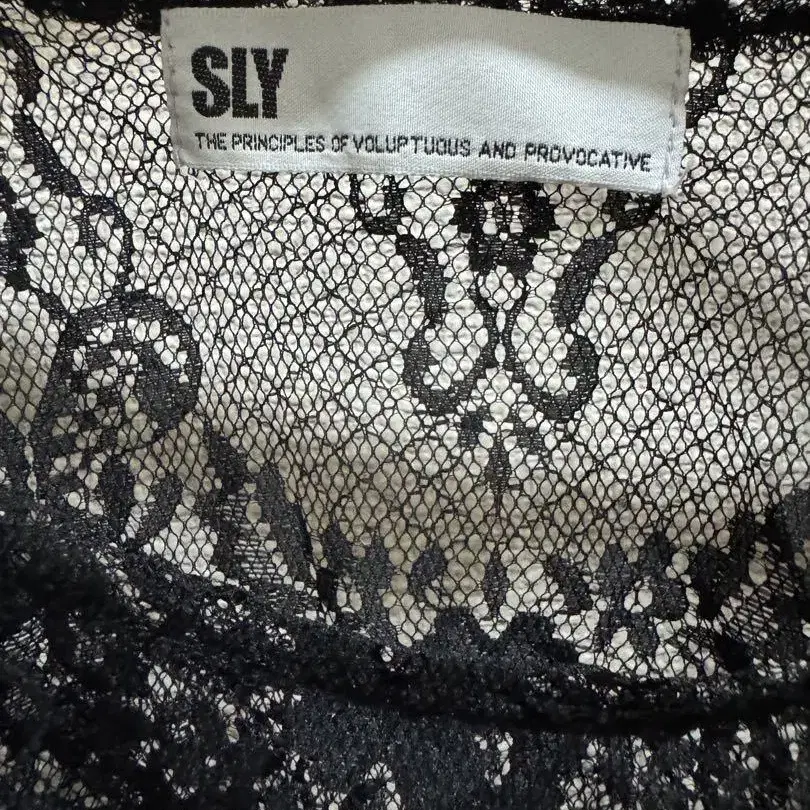 SLY
THE PRINCIPLES OF VOLUPTUOUS AND PROVOCATIVE